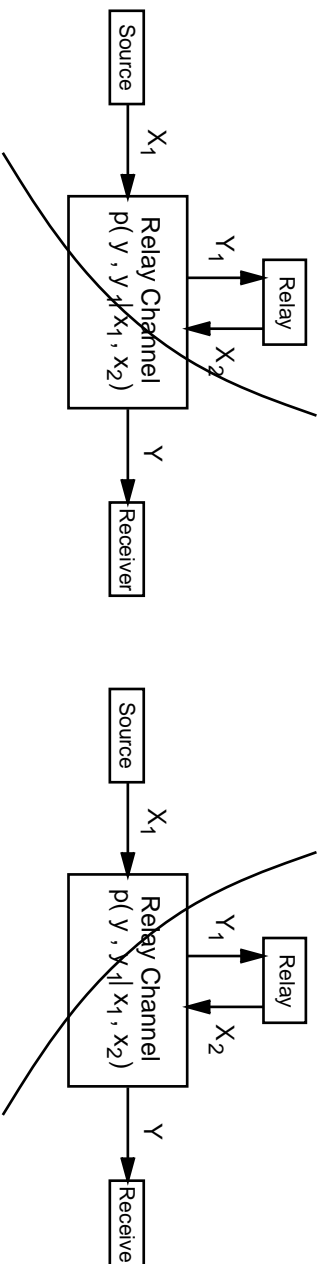 Relay
Y1
X2
Source
X1
Relay Channel
p( y , y1| x1, x2)
Y
Receiver
Relay
Y1
X2
Source
X1
Relay Channel
p( y , y1| x1, x2)
Y
Receive